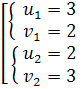 u₁ = 3
v₁ = 2
u₂ = 2
v₂ = 3